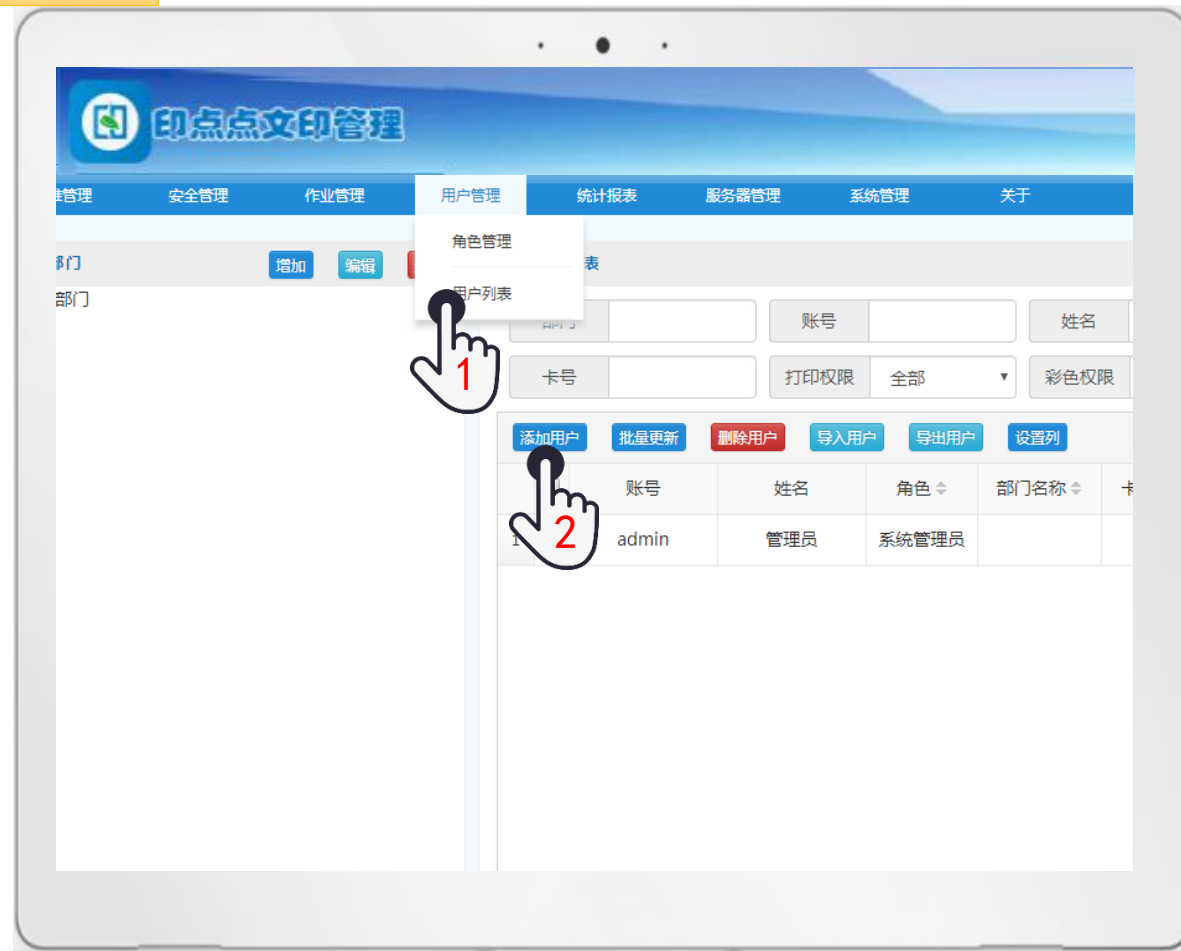 印点点文印管理
管理 安全管理 作业管理 用户管理 统计报表 服务器管理 系统管理 关于
角色管理
部门 增加 编辑 表
部门 用户列表
部门 账号 姓名
1
卡号 打印权限 全部 彩色权限
添加用户 批量更新 删除用户 导入用户 导出用户 设置列
账号 姓名 角色 部门名称
2
1 admin 管理员 系统管理员